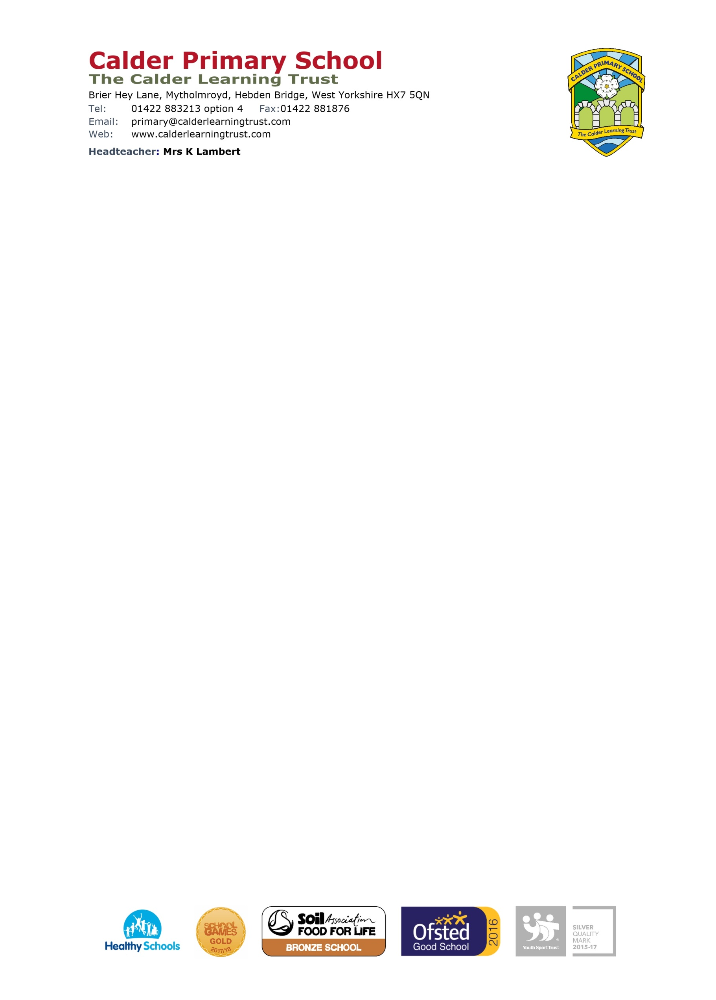 Calder Primary School
The Calder Learning Trust
Brier Hey Lane, Mytholmroyd, Hebden Bridge, West Yorkshire HX7 5QN
Tel: 01422 883213 option 4 Fax:01422 881876
Email: primary@calderlearningtrust.com
Web: www.calderlearningtrust.com
Headteacher: Mrs K Lambert
CALDER PRIMARY SCHOOL
The Calder Learning Trust
Healthy Schools
SCHOOL
GAMES
GOLD
2017/18
Soil Association
FOOD FOR LIFE
BRONZE SCHOOL
Ofsted
Good School
2016
Youth Sport Trust
SILVER
QUALITY
MARK
2015-17